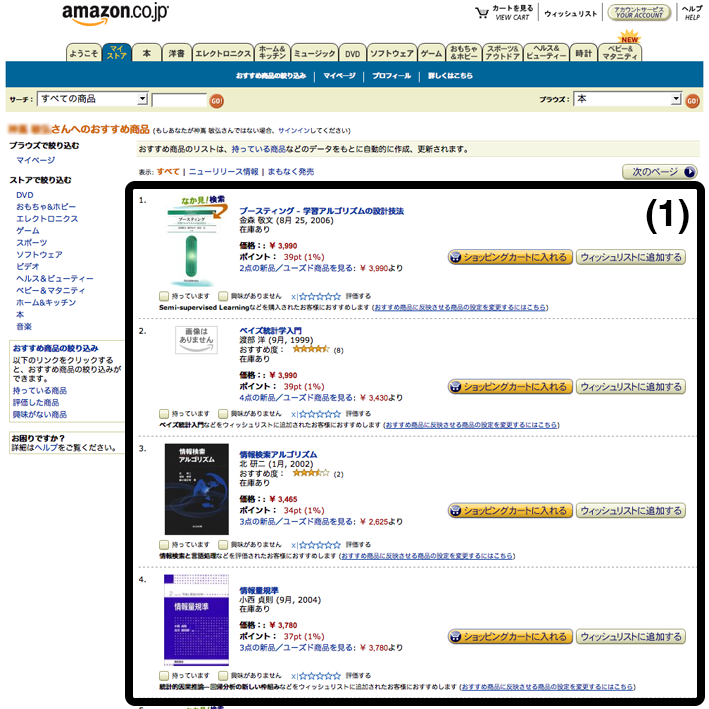 amazon.co.jp
カートを見る
VIEW CART
ウィッシュリスト
アカウントサービス
YOUR ACCOUNT
ヘルプ
HELP
NEW
ようこそ
マイ
ストア
本
洋書
エレクトロニクス
ホーム&
キッチン
ミュージック
DVD
ソフトウェア
ゲーム
おもちゃ
&ホビー
スポーツ&
アウトドア
ヘルス&
ビューティー
時計
ベビー&
マタニティ
おすすめ商品の絞り込み | マイページ | プロフィール | 詳しくはこちら
サーチ: すべての商品 GO!
ブラウズ: 本 GO!
さんへのおすすめ商品 (もしあなたが神嶌 敏弘さんではない場合、サインインしてください)
ブラウズで絞り込む
マイページ
ストアで絞り込む
DVD
おもちゃ&ホビー
エレクトロニクス
ゲーム
スポーツ
ソフトウェア
ビデオ
ヘルス&ビューティー
ベビー&マタニティ
ホーム&キッチン
本
音楽
おすすめ商品の絞り込み
以下のリンクをクリックする
と、おすすめ商品の絞り込みが
できます。
持っている商品
評価した商品
興味がない商品
お困りですか?
詳細はヘルプをご覧ください。
おすすめ商品のリストは、持っている商品などのデータをもとに自動的に作成、更新されます。
表示: すべて | ニューリリース情報 | まもなく発売
次のページ
(1)
1.
なか見!検索
ブースティング
ブースティング - 学習アルゴリズムの設計技法
金森 敬文 (8月 25, 2006)
在庫あり
価格:: ¥ 3,990
ポイント: 39pt (1%)
2点の新品/ユーズド商品を見る: ¥ 3,990より
ショッピングカートに入れる
ウィッシュリストに追加する
持っています 興味がありません x| 評価する
Semi-supervised Learningなどを購入されたお客様におすすめします (おすすめ商品に反映させる商品の設定を変更するにはこちら)
2.
画像は
ありません
amazon.co.jp
ベイズ統計学入門
渡部 洋 (9月, 1999)
おすすめ度: (8)
在庫あり
価格:: ¥ 3,990
ポイント: 39pt (1%)
4点の新品/ユーズド商品を見る: ¥ 3,430より
ショッピングカートに入れる
ウィッシュリストに追加する
持っています 興味がありません x| 評価する
ベイズ統計入門などをウィッシュリストに追加されたお客様におすすめします (おすすめ商品に反映させる商品の設定を変更するにはこちら)
3.
情報検索
アルゴリズム
情報検索アルゴリズム
北 研二 (1月, 2002)
おすすめ度: (2)
在庫あり
価格:: ¥ 3,465
ポイント: 34pt (1%)
3点の新品/ユーズド商品を見る: ¥ 2,625より
ショッピングカートに入れる
ウィッシュリストに追加する
持っています 興味がありません x| 評価する
情報検索と言語処理などを評価されたお客様におすすめします (おすすめ商品に反映させる商品の設定を変更するにはこちら)
4.
情報量規準
情報量規準
小西 貞則 (9月, 2004)
在庫あり
価格:: ¥ 3,780
ポイント: 37pt (1%)
3点の新品/ユーズド商品を見る: ¥ 3,780より
ショッピングカートに入れる
ウィッシュリストに追加する
持っています 興味がありません x| 評価する
統計的因果推論―回帰分析の新しい枠組みなどをウィッシュリストに追加されたお客様におすすめします (おすすめ商品に反映させる商品の設定を変更するにはこちら)